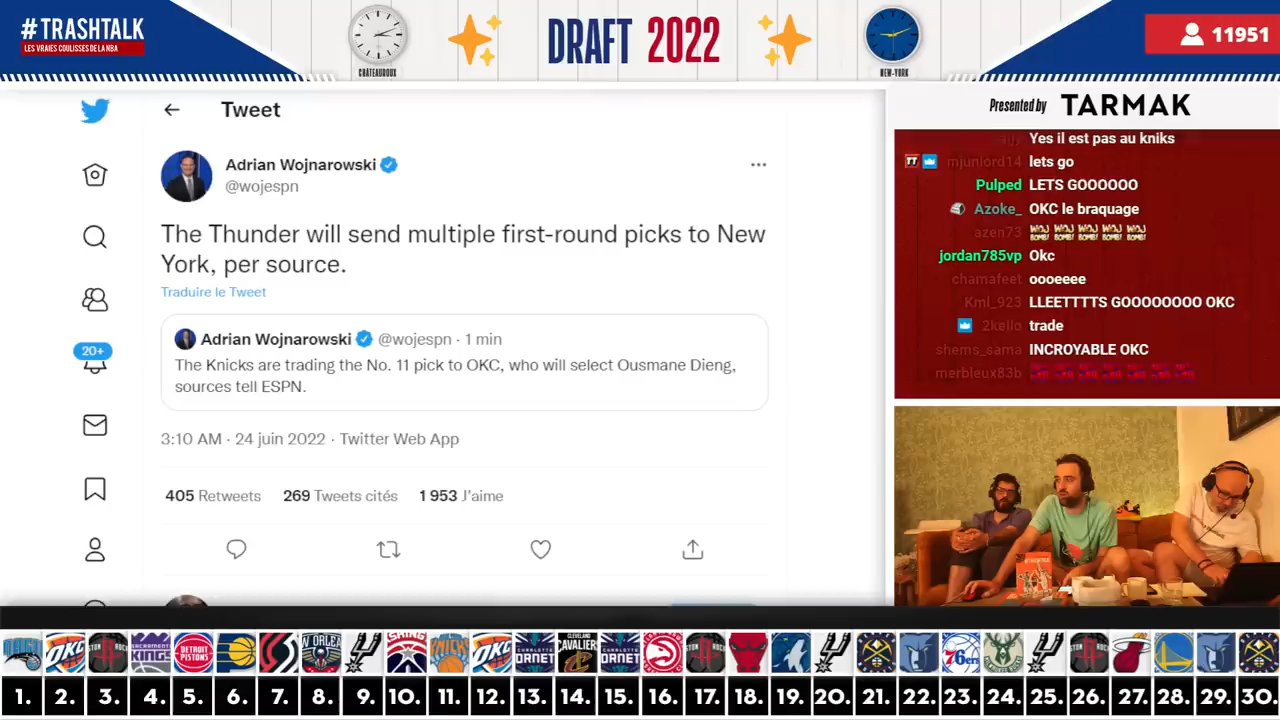 #TRASHTALK
LES VRAIES COULISSES DE LA NBA
CHÂTEAUROUX
DRAFT 2022
NEW-YORK
11951
Tweet
Adrian Wojnarowski
@wojespn
The Thunder will send multiple first-round picks to New
York, per source.
Traduire le Tweet
Adrian Wojnarowski @wojespn · 1 min
The Knicks are trading the No. 11 pick to OKC, who will select Ousmane Dieng,
sources tell ESPN.
3:10 AM · 24 juin 2022 · Twitter Web App
405 Retweets 269 Tweets cités 1 953 J'aime
20+
Presented by TARMAK
Yes il est pas au kniks
mjunlord14 lets go
Pulped LETS GOOOOOO
Azoke_ OKC le braquage
azen73
jordan785vp Okc
chamafeet oooeeee
Kml_923 LLEETTTTS GOOOOOOOO OKC
2kello trade
shems_sama INCROYABLE OKC
merbleux83b
1. 2. 3. 4. 5. 6. 7. 8. 9. 10. 11. 12. 13. 14. 15. 16. 17. 18. 19. 20. 21. 22. 23. 24. 25. 26. 27. 28. 29. 30.